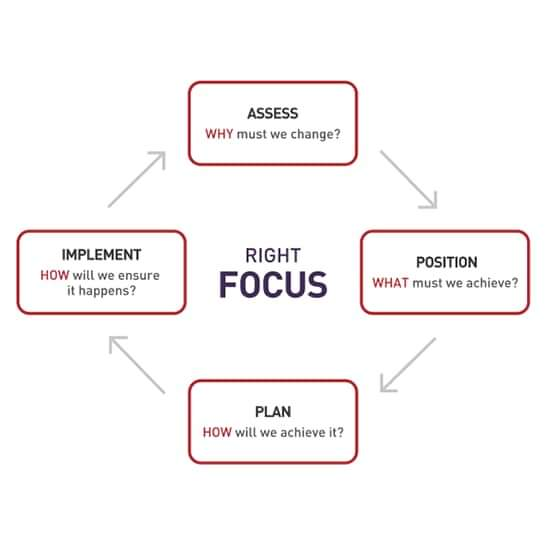 ASSESS
WHY must we change?
IMPLEMENT
HOW will we ensure
it happens?
RIGHT
FOCUS
POSITION
WHAT must we achieve?
PLAN
HOW will we achieve it?